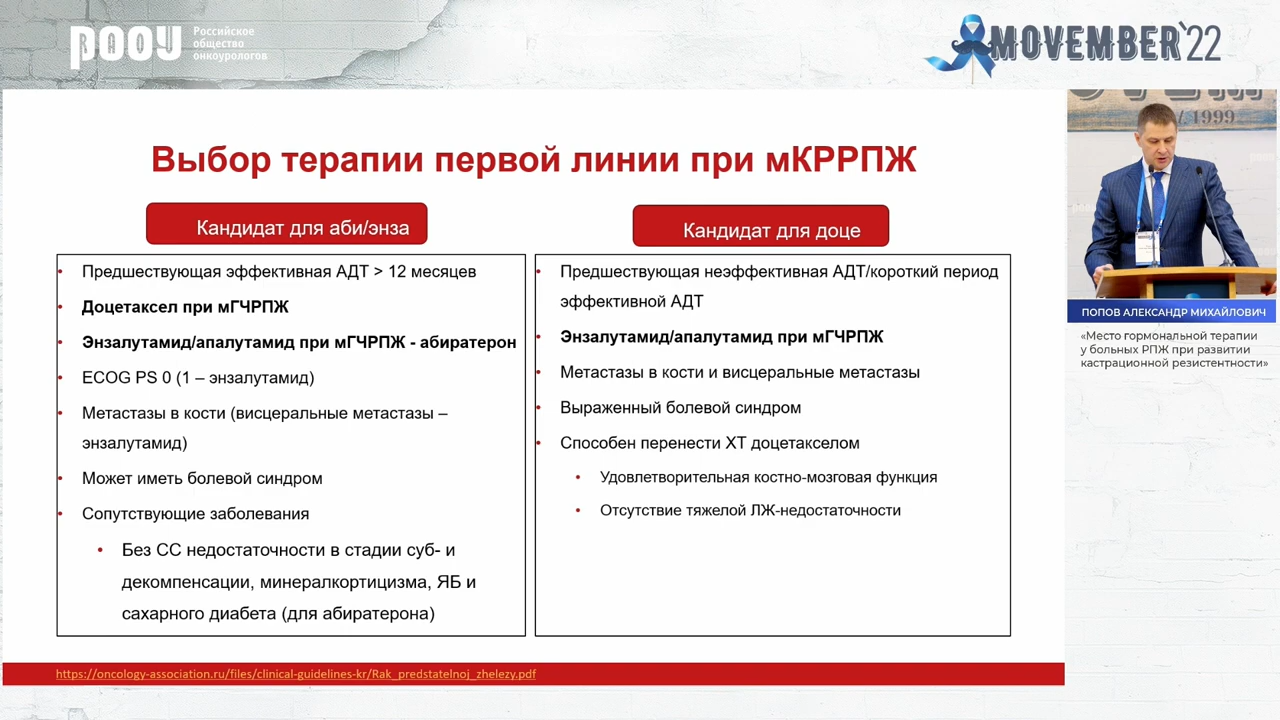 РООУ
Российское
общество
онкоурологов
MOVEMBER'22
Выбор терапии первой линии при мКРРПЖ
Кандидат для аби/энза
• Предшествующая эффективная АДТ > 12 месяцев
• Доцетаксел при мГЧРПЖ
• Энзалутамид/апалутамид при мГЧРПЖ - абиратерон
• ECOG PS 0 (1 – энзалутамид)
• Метастазы в кости (висцеральные метастазы –
энзалутамид)
• Может иметь болевой синдром
• Сопутствующие заболевания
• Без СС недостаточности в стадии суб- и
декомпенсации, минералкортицизма, ЯБ и
сахарного диабета (для абиратерона)
Кандидат для доце
• Предшествующая неэффективная АДТ/короткий период
эффективной АДТ
• Энзалутамид/апалутамид при мГЧРПЖ
• Метастазы в кости и висцеральные метастазы
• Выраженный болевой синдром
• Способен перенести ХТ доцетакселом
• Удовлетворительная костно-мозговая функция
• Отсутствие тяжелой ЛЖ-недостаточности
https://oncology-association.ru/files/clinical-guidelines-kr/Rak_predstatelnoj_zhelezy.pdf
1999
ПОПОВ АЛЕКСАНДР МИХАЙЛОВИЧ
«Место гормональной терапии
у больных РПЖ при развитии
кастрационной резистентности»